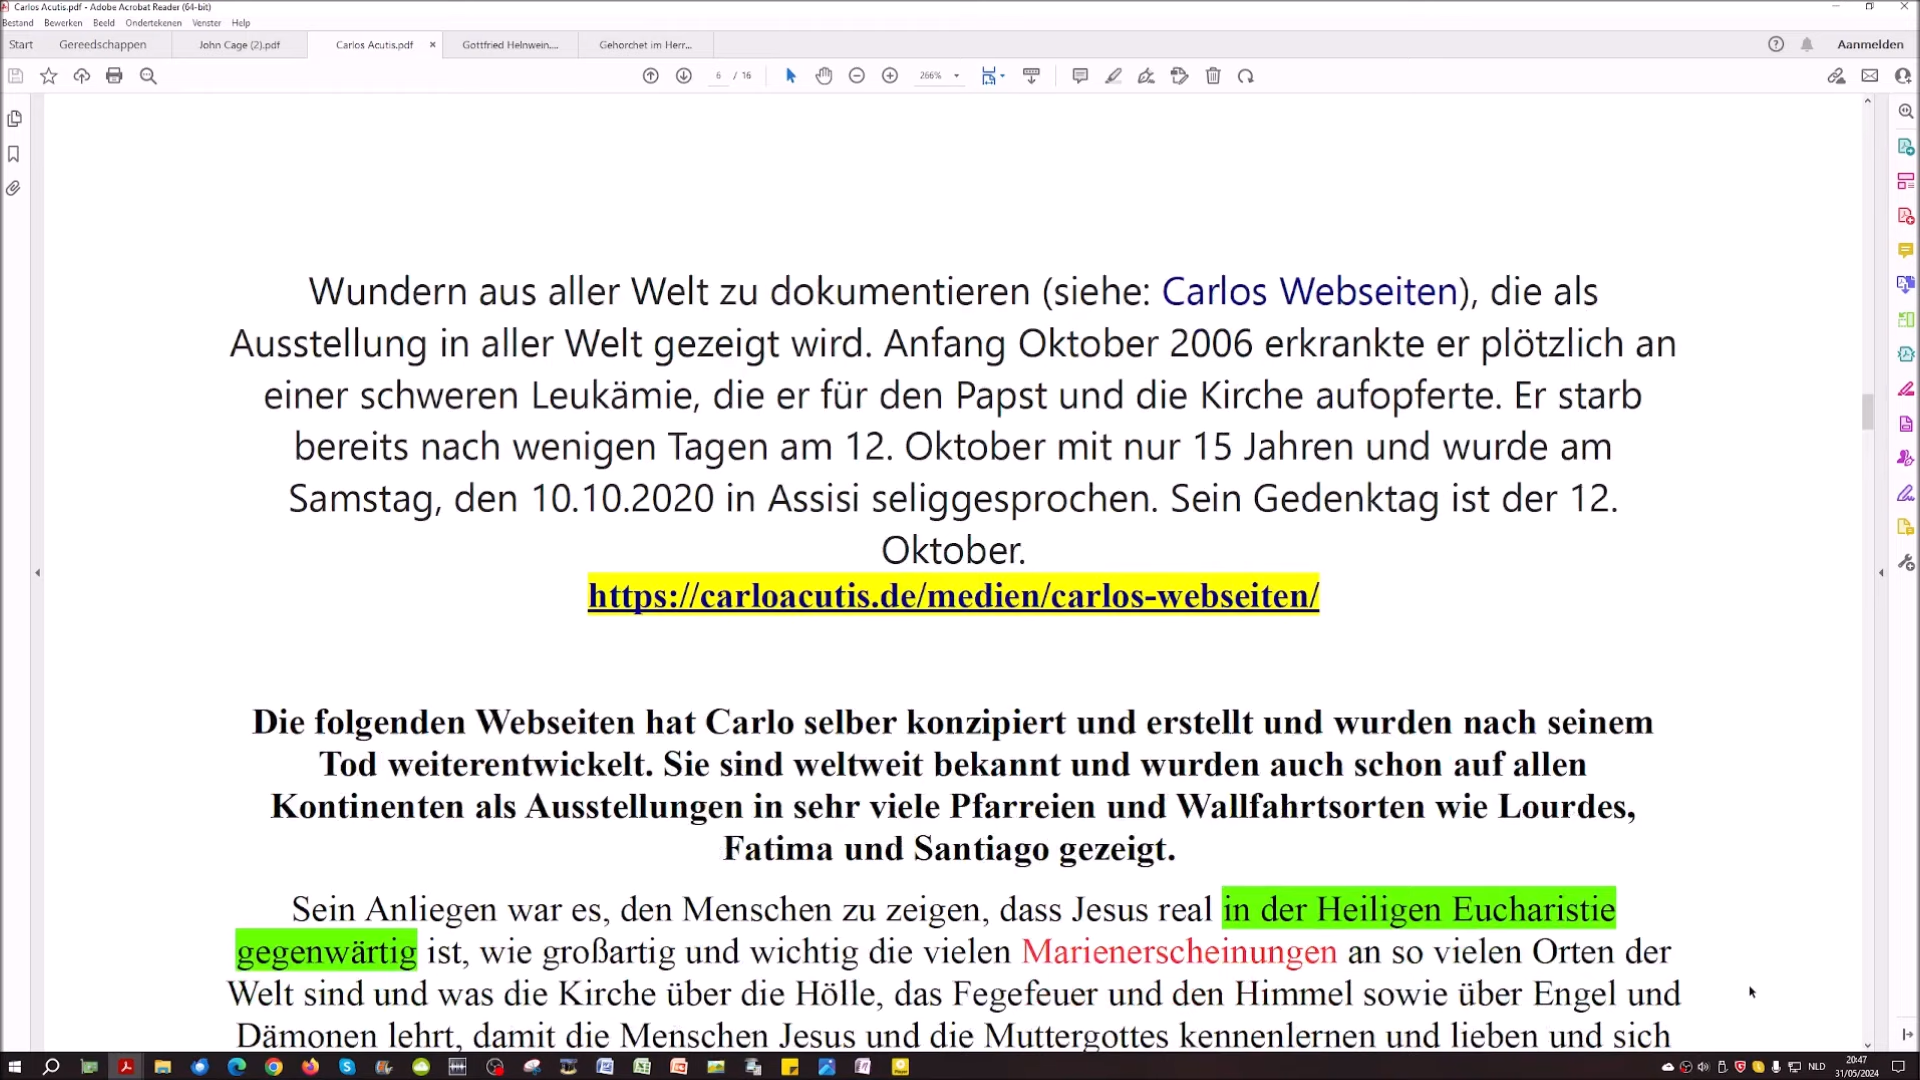 Carlos Acutis.pdf - Adobe Acrobat Reader (64-bit)
Bestand Bewerken Beeld Ondertekenen Venster Help
Start Gereedschappen John Cage (2).pdf Carlos Acutis.pdf × Gottfried Helnwein.... Gehorchet im Herr... Aanmelden
6 / 16 266%
Wundern aus aller Welt zu dokumentieren (siehe: Carlos Webseiten), die als
Ausstellung in aller Welt gezeigt wird. Anfang Oktober 2006 erkrankte er plötzlich an
einer schweren Leukämie, die er für den Papst und die Kirche aufopferte. Er starb
bereits nach wenigen Tagen am 12. Oktober mit nur 15 Jahren und wurde am
Samstag, den 10.10.2020 in Assisi seliggesprochen. Sein Gedenktag ist der 12.
Oktober.
https://carloacutis.de/medien/carlos-webseiten/
Die folgenden Webseiten hat Carlo selber konzipiert und erstellt und wurden nach seinem
Tod weiterentwickelt. Sie sind weltweit bekannt und wurden auch schon auf allen
Kontinenten als Ausstellungen in sehr viele Pfarreien und Wallfahrtsorten wie Lourdes,
Fatima und Santiago gezeigt.
Sein Anliegen war es, den Menschen zu zeigen, dass Jesus real in der Heiligen Eucharistie
gegenwärtig ist, wie großartig und wichtig die vielen Marienerscheinungen an so vielen Orten der
Welt sind und was die Kirche über die Hölle, das Fegefeuer und den Himmel sowie über Engel und
Dämonen lehrt, damit die Menschen Jesus und die Muttergottes kennenlernen und lieben und sich
NLD 20:47
31/05/2024